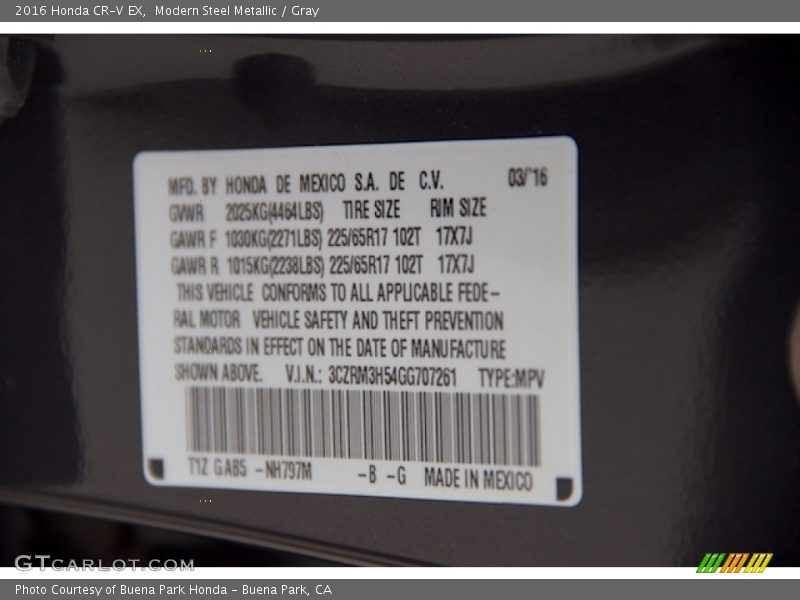 2016 Honda CR-V EX, Modern Steel Metallic / Gray
MFD. BY HONDA DE MEXICO S.A. DE C.V. 03/'16
GVWR 2025KG(4464LBS) TIRE SIZE RIM SIZE
GAWR F 1030KG(2271LBS) 225/65R17 102T 17X7J
GAWR R 1015KG(2238LBS) 225/65R17 102T 17X7J
THIS VEHICLE CONFORMS TO ALL APPLICABLE FEDE-
RAL MOTOR VEHICLE SAFETY AND THEFT PREVENTION
STANDARDS IN EFFECT ON THE DATE OF MANUFACTURE
SHOWN ABOVE. V.I.N.: 3CZRM3H54GG707261 TYPE:MPV
T1Z GA85 -NH797M -B -G MADE IN MEXICO
GTcarlot.com
Photo Courtesy of Buena Park Honda - Buena Park, CA